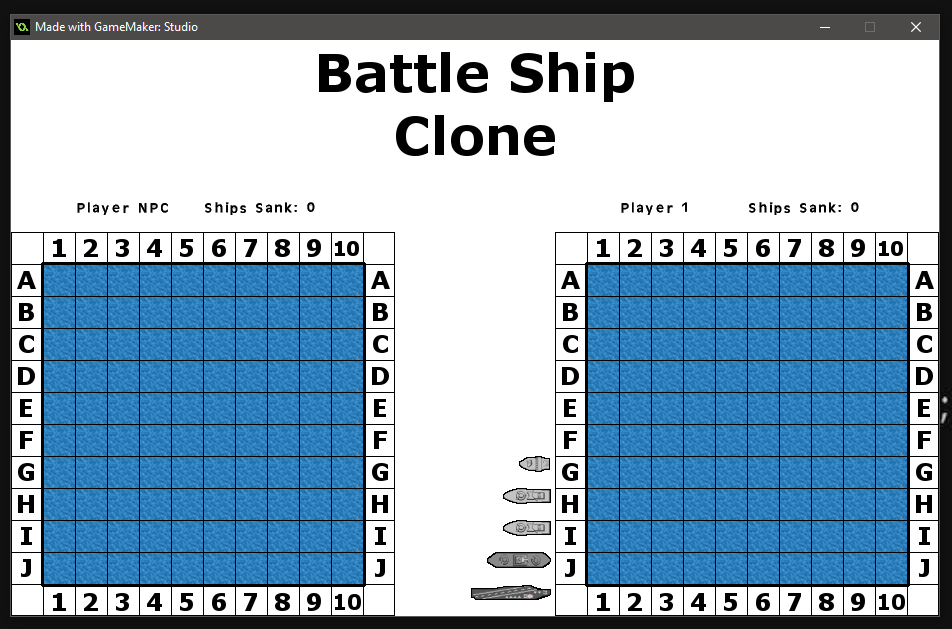 Made with GameMaker: Studio
Battle Ship
Clone
Player NPC Ships Sank: 0 Player 1 Ships Sank: 0
1 2 3 4 5 6 7 8 9 10 1 2 3 4 5 6 7 8 9 10
A A A A
B B B B
C C C C
D D D D
E E E E
F F F F
G G G G
H H H H
I I I I
J J J J
1 2 3 4 5 6 7 8 9 10 1 2 3 4 5 6 7 8 9 10